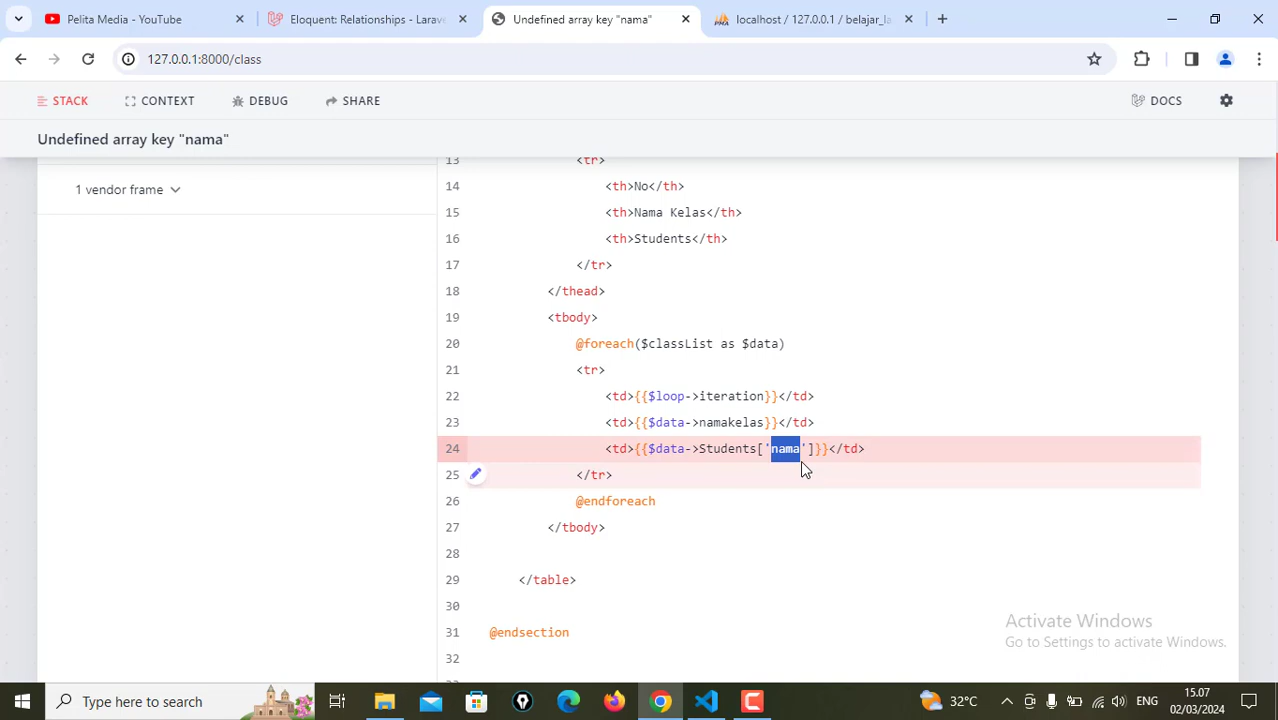 Pelita Media - YouTube
Eloquent: Relationships - Larave
Undefined array key "nama"
localhost / 127.0.0.1 / belajar_la
127.0.0.1:8000/class
STACK
CONTEXT
DEBUG
SHARE
DOCS
Undefined array key "nama"
1 vendor frame
13 <tr>
14 <th>No</th>
15 <th>Nama Kelas</th>
16 <th>Students</th>
17 </tr>
18 </thead>
19 <tbody>
20 @foreach($classList as $data)
21 <tr>
22 <td>{{$loop->iteration}}</td>
23 <td>{{$data->namakelas}}</td>
24 <td>{{$data->Students['nama']}}</td>
25 </tr>
26 @endforeach
27 </tbody>
28
29 </table>
30
31 @endsection
32
Activate Windows
Go to Settings to activate Windows.
Type here to search
32°C
ENG
15.07
02/03/2024